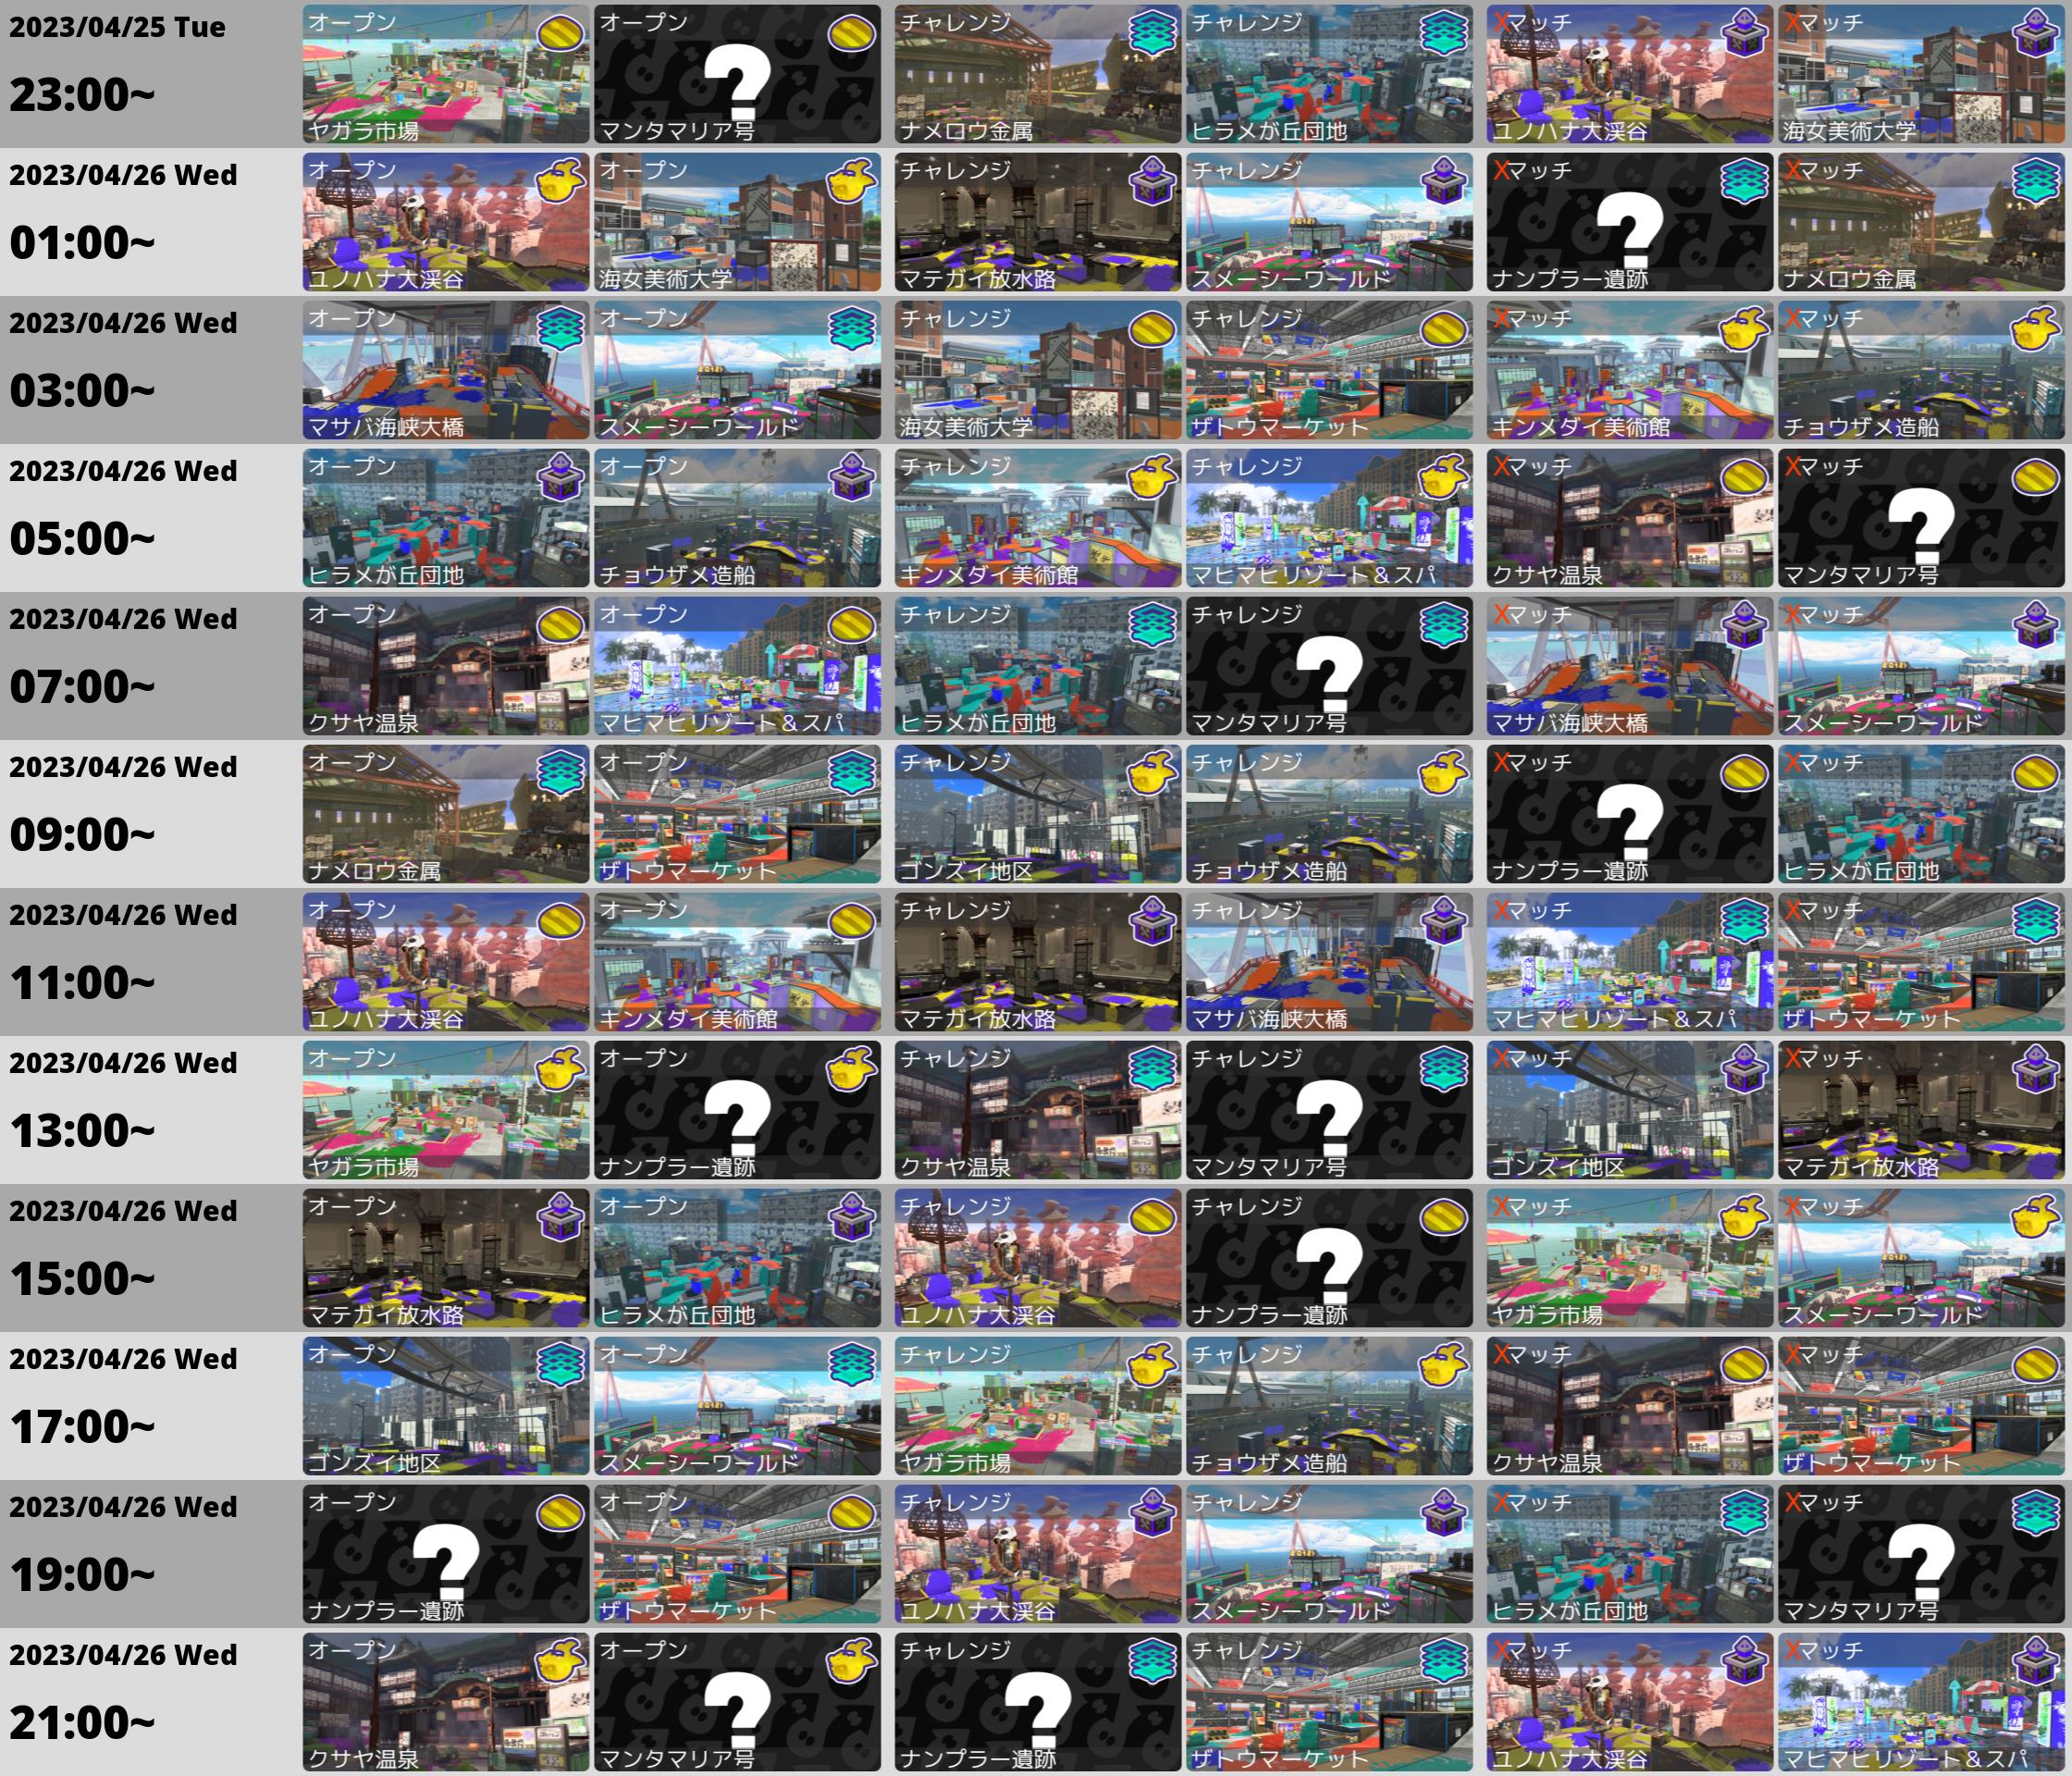 2023/04/25 Tue
23:00~
オープン
ヤガラ市場
オープン
マンタマリア号
チャレンジ
ナメロウ金属
チャレンジ
ヒラメが丘団地
Xマッチ
ユノハナ大渓谷
Xマッチ
海女美術大学
2023/04/26 Wed
01:00~
オープン
ユノハナ大渓谷
オープン
海女美術大学
チャレンジ
マテガイ放水路
チャレンジ
スメーシーワールド
Xマッチ
ナンプラー遺跡
Xマッチ
ナメロウ金属
2023/04/26 Wed
03:00~
オープン
マサバ海峡大橋
オープン
スメーシーワールド
チャレンジ
海女美術大学
チャレンジ
ザトウマーケット
Xマッチ
キンメダイ美術館
Xマッチ
チョウザメ造船
2023/04/26 Wed
05:00~
オープン
ヒラメが丘団地
オープン
チョウザメ造船
チャレンジ
キンメダイ美術館
チャレンジ
マヒマヒリゾート＆スパ
Xマッチ
クサヤ温泉
Xマッチ
マンタマリア号
2023/04/26 Wed
07:00~
オープン
クサヤ温泉
オープン
マヒマヒリゾート＆スパ
チャレンジ
ヒラメが丘団地
チャレンジ
マンタマリア号
Xマッチ
マサバ海峡大橋
Xマッチ
スメーシーワールド
2023/04/26 Wed
09:00~
オープン
ナメロウ金属
オープン
ザトウマーケット
チャレンジ
ゴンズイ地区
チャレンジ
チョウザメ造船
Xマッチ
ナンプラー遺跡
Xマッチ
ヒラメが丘団地
2023/04/26 Wed
11:00~
オープン
ユノハナ大渓谷
オープン
キンメダイ美術館
チャレンジ
マテガイ放水路
チャレンジ
マサバ海峡大橋
Xマッチ
マヒマヒリゾート＆スパ
Xマッチ
ザトウマーケット
2023/04/26 Wed
13:00~
オープン
ヤガラ市場
オープン
ナンプラー遺跡
チャレンジ
クサヤ温泉
チャレンジ
マンタマリア号
Xマッチ
ゴンズイ地区
Xマッチ
マテガイ放水路
2023/04/26 Wed
15:00~
オープン
マテガイ放水路
オープン
ヒラメが丘団地
チャレンジ
ユノハナ大渓谷
チャレンジ
ナンプラー遺跡
Xマッチ
ヤガラ市場
Xマッチ
スメーシーワールド
2023/04/26 Wed
17:00~
オープン
ゴンズイ地区
オープン
スメーシーワールド
チャレンジ
ヤガラ市場
チャレンジ
チョウザメ造船
Xマッチ
クサヤ温泉
Xマッチ
ザトウマーケット
2023/04/26 Wed
19:00~
オープン
ナンプラー遺跡
オープン
ザトウマーケット
チャレンジ
ユノハナ大渓谷
チャレンジ
スメーシーワールド
Xマッチ
ヒラメが丘団地
Xマッチ
マンタマリア号
2023/04/26 Wed
21:00~
オープン
クサヤ温泉
オープン
マンタマリア号
チャレンジ
ナンプラー遺跡
チャレンジ
ザトウマーケット
Xマッチ
ユノハナ大渓谷
Xマッチ
マヒマヒリゾート＆スパ